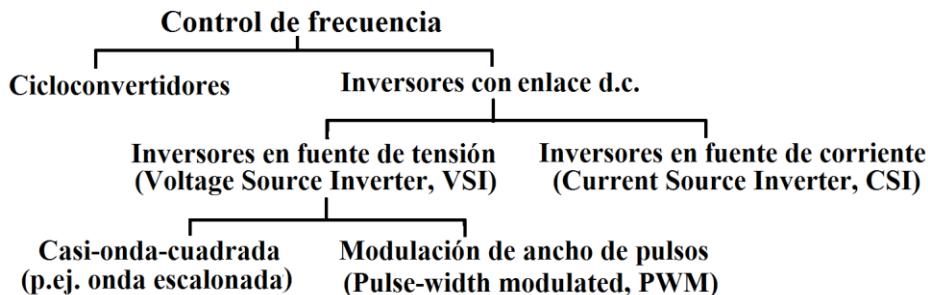 Control de frecuencia
Cicloconvertidores
Inversores con enlace d.c.
Inversores en fuente de tensión
(Voltage Source Inverter, VSI)
Inversores en fuente de corriente
(Current Source Inverter, CSI)
Casi-onda-cuadrada
(p.ej. onda escalonada)
Modulación de ancho de pulsos
(Pulse-width modulated, PWM)